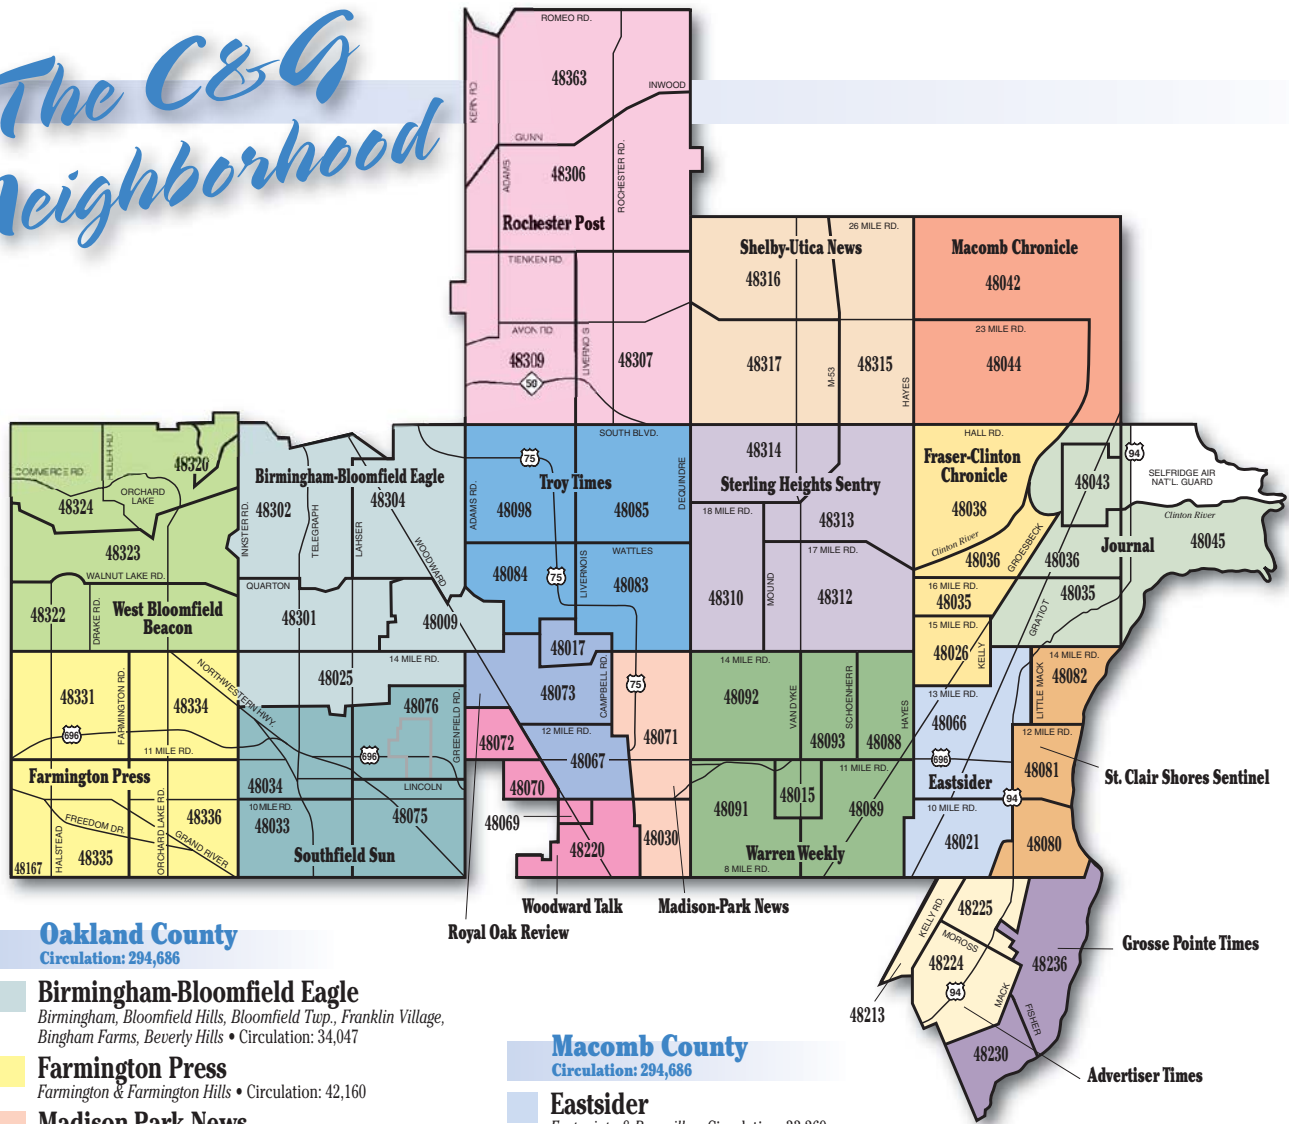 The C&G
Neighborhood
ROMEO RD.
48363
INWOOD
KERN RD.
GUNN
ADAMS
48306
ROCHESTER RD.
Rochester Post
TIENKEN RD.
AVON RD.
LIVERNOIS
48309
48307
59
26 MILE RD.
Shelby-Utica News
48316
48317
M-53
48315
HAYES
Macomb Chronicle
48042
23 MILE RD.
48044
COMMERCE RD.
HILLER RD.
48320
ORCHARD
LAKE
48324
48323
WALNUT LAKE RD.
48322
DRAKE RD.
West Bloomfield
Beacon
Birmingham-Bloomfield Eagle
48302
48304
INKSTER RD.
TELEGRAPH
LAHSER
WOODWARD
QUARTON
48301
48009
14 MILE RD.
48025
SOUTH BLVD.
75
Troy Times
ADAMS RD.
48098
48085
DEQUINDRE
WATTLES
48084
75
LIVERNOIS
48083
48017
48314
Sterling Heights Sentry
18 MILE RD.
48313
17 MILE RD.
48310
MOUND
48312
HALL RD.
Fraser-Clinton
Chronicle
48038
Clinton River
48036
GROESBECK
16 MILE RD.
48035
15 MILE RD.
48026
KELLY
94
SELFRIDGE AIR
NAT'L. GUARD
48043
Clinton River
48036
Journal
48045
48035
GRATIOT
48331
FARMINGTON RD.
48334
NORTHWESTERN HWY.
696
11 MILE RD.
Farmington Press
48336
FREEDOM DR.
ORCHARD LAKE RD.
GRAND RIVER
48167
HALSTEAD
48335
48076
GREENFIELD RD.
696
48034
LINCOLN
10 MILE RD.
48033
48075
Southfield Sun
48073
CAMPBELL RD.
75
48072
12 MILE RD.
48067
48071
48070
48069
48220
48030
14 MILE RD.
48092
VAN DYKE
SCHOENHERR
HAYES
48093
48088
11 MILE RD.
48091
48015
48089
Warren Weekly
8 MILE RD.
13 MILE RD.
48066
696
Eastsider
10 MILE RD.
48021
14 MILE RD.
48082
LITTLE MACK
12 MILE RD.
48081
94
48080
St. Clair Shores Sentinel
Woodward Talk
Madison-Park News
Royal Oak Review
KELLY RD.
48225
MOROSS
48224
94
MACK
48236
FISHER
48213
48230
Grosse Pointe Times
Advertiser Times
Oakland County
Circulation: 294,686
Birmingham-Bloomfield Eagle
Birmingham, Bloomfield Hills, Bloomfield Twp., Franklin Village,
Bingham Farms, Beverly Hills • Circulation: 34,047
Farmington Press
Farmington & Farmington Hills • Circulation: 42,160
Madison Park News
Macomb County
Circulation: 294,686
Eastsider